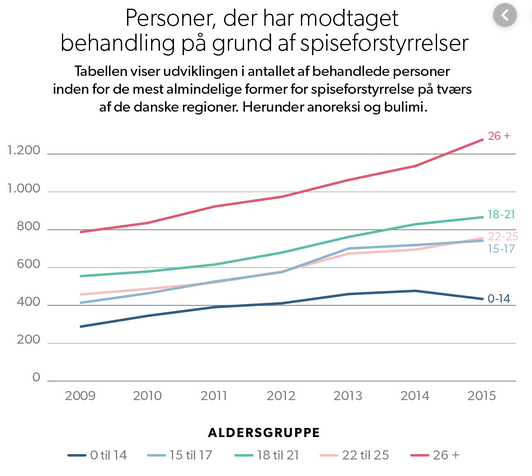 Personer, der har modtaget
behandling på grund af spiseforstyrrelser
Tabellen viser udviklingen i antallet af behandlede personer
inden for de mest almindelige former for spiseforstyrrelse på tværs
af de danske regioner. Herunder anoreksi og bulimi.
26 +
1.200
1.000
18-21
800
22-25
15-17
600
0-14
400
200
0
2009 2010 2011 2012 2013 2014 2015
ALDERSGRUPPE
0 til 14 15 til 17 18 til 21 22 til 25 26 +